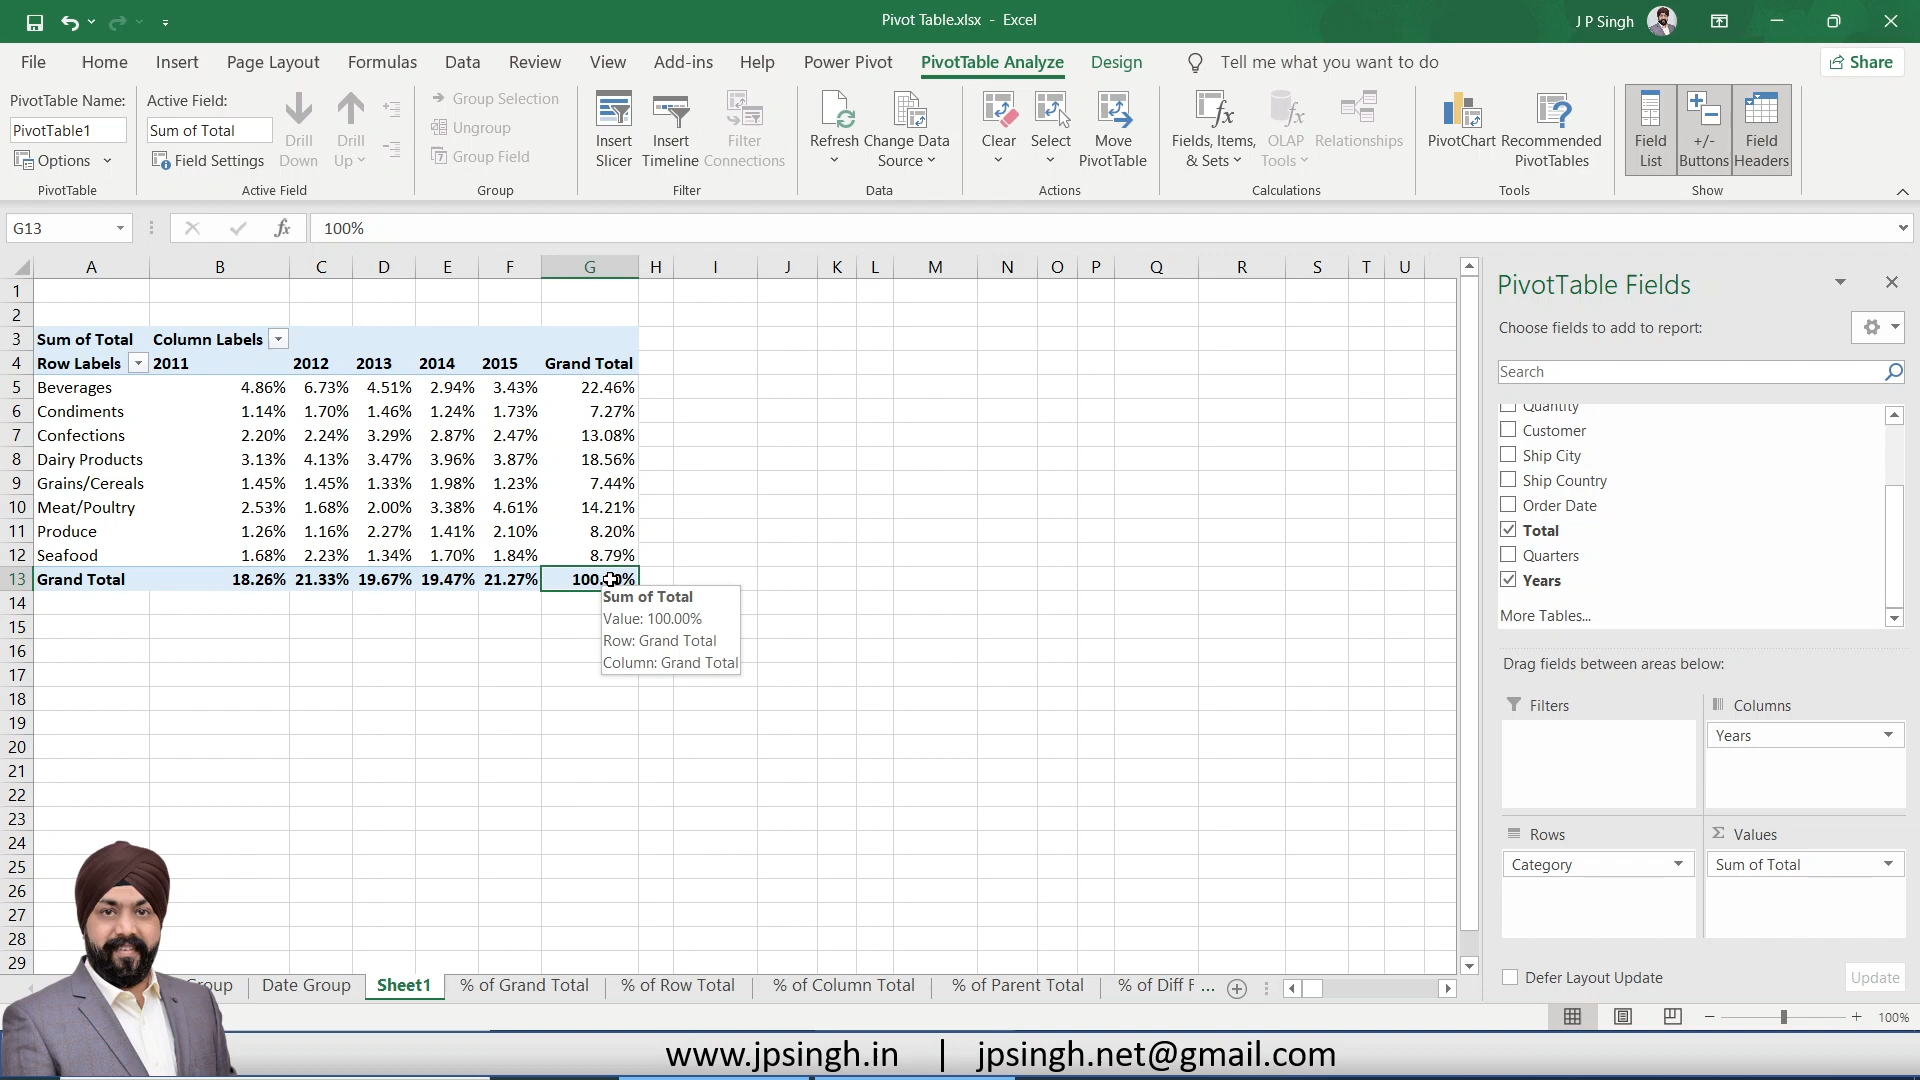 Pivot Table.xlsx - Excel
J P Singh
File Home Insert Page Layout Formulas Data Review View Add-ins Help Power Pivot PivotTable Analyze Design Tell me what you want to do Share
PivotTable Name:
PivotTable1
Options
PivotTable
Active Field:
Sum of Total
Field Settings
Drill Down
Drill Up
Active Field
Group Selection
Ungroup
Group Field
Group
Insert Slicer
Insert Timeline
Filter Connections
Filter
Refresh
Change Data Source
Data
Clear
Select
Move PivotTable
Actions
Fields, Items, & Sets
OLAP Tools
Relationships
Calculations
PivotChart
Recommended PivotTables
Tools
Field List
+/- Buttons
Field Headers
Show
G13
fx
100%
A B C D E F G H I J K L M N O P Q R S T U
1
2
3 Sum of Total Column Labels
4 Row Labels 2011 2012 2013 2014 2015 Grand Total
5 Beverages 4.86% 6.73% 4.51% 2.94% 3.43% 22.46%
6 Condiments 1.14% 1.70% 1.46% 1.24% 1.73% 7.27%
7 Confections 2.20% 2.24% 3.29% 2.87% 2.47% 13.08%
8 Dairy Products 3.13% 4.13% 3.47% 3.96% 3.87% 18.56%
9 Grains/Cereals 1.45% 1.45% 1.33% 1.98% 1.23% 7.44%
10 Meat/Poultry 2.53% 1.68% 2.00% 3.38% 4.61% 14.21%
11 Produce 1.26% 1.16% 2.27% 1.41% 2.10% 8.20%
12 Seafood 1.68% 2.23% 1.34% 1.70% 1.84% 8.79%
13 Grand Total 18.26% 21.33% 19.67% 19.47% 21.27%
14
15
16
17
18
19
20
21
22
23
24
25
26
27
28
29
Sum of Total
Value: 100.00%
Row: Grand Total
Column: Grand Total
PivotTable Fields
Choose fields to add to report:
Search
Quantity
Customer
Ship City
Ship Country
Order Date
Total
Quarters
Years
More Tables...
Drag fields between areas below:
Filters
Columns
Years
Rows
Category
Σ Values
Sum of Total
Defer Layout Update
Update
Group Date Group Sheet1 % of Grand Total % of Row Total % of Column Total % of Parent Total % of Diff F ...
100%
www.jpsingh.in | jpsingh.net@gmail.com